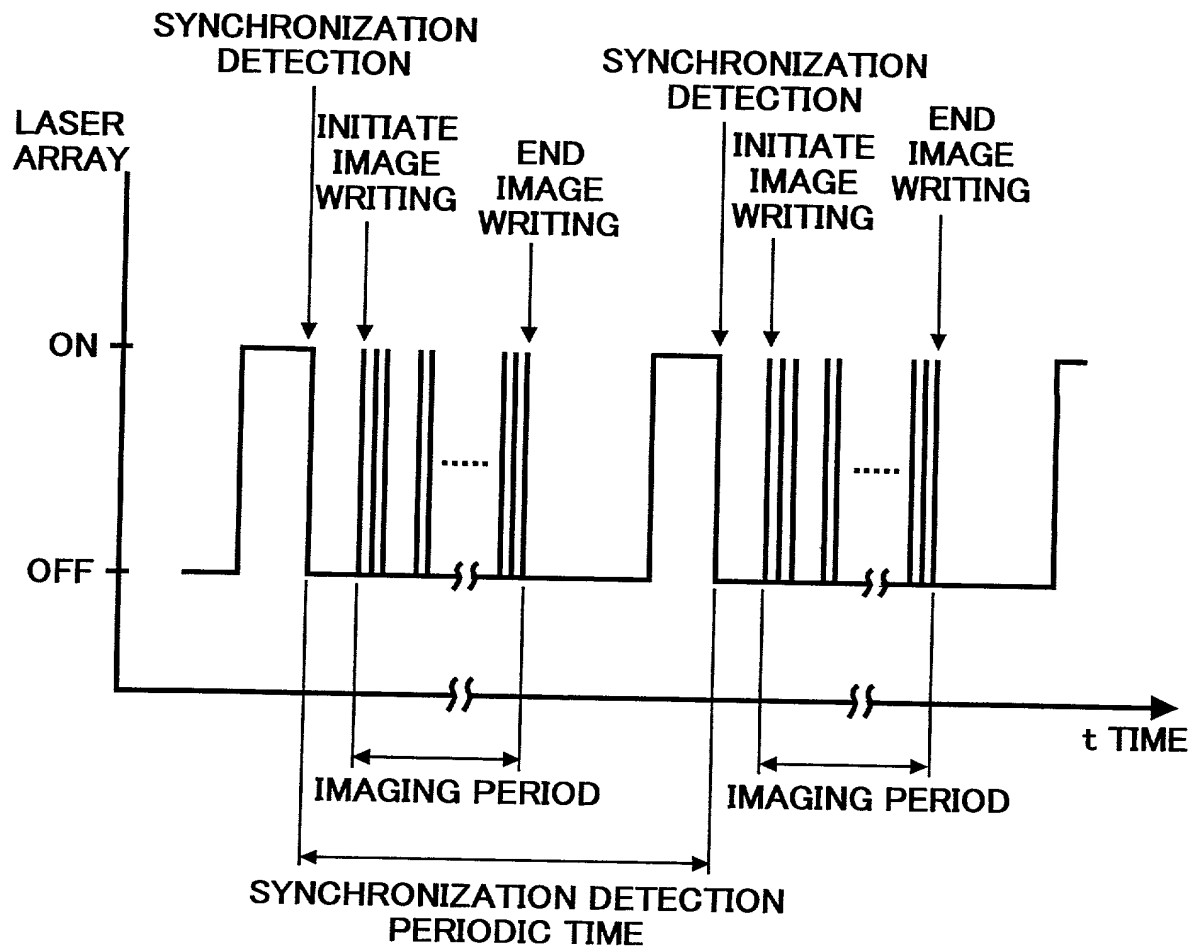 SYNCHRONIZATION
DETECTION
SYNCHRONIZATION
DETECTION
LASER
ARRAY
INITIATE
IMAGE
WRITING
END
IMAGE
WRITING
INITIATE
IMAGE
WRITING
END
IMAGE
WRITING
ON
OFF
t TIME
IMAGING PERIOD
IMAGING PERIOD
SYNCHRONIZATION DETECTION
PERIODIC TIME